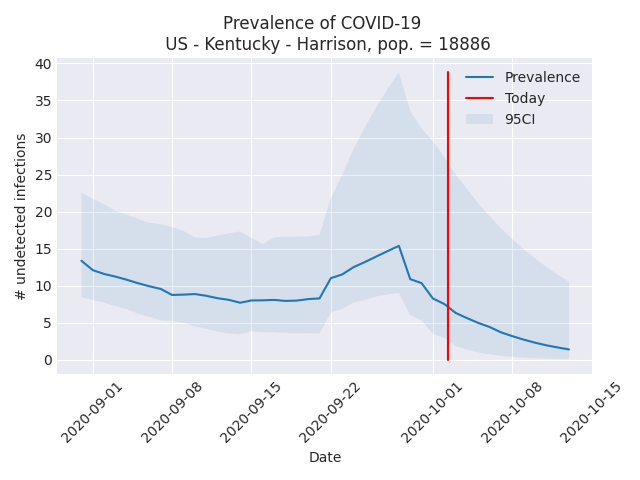 Prevalence of COVID-19
US - Kentucky - Harrison, pop. = 18886
40
35
30
25
20
15
10
5
0
# undetected infections
Prevalence
Today
95CI
2020-09-01
2020-09-08
2020-09-15
2020-09-22
2020-10-01
2020-10-08
2020-10-15
Date